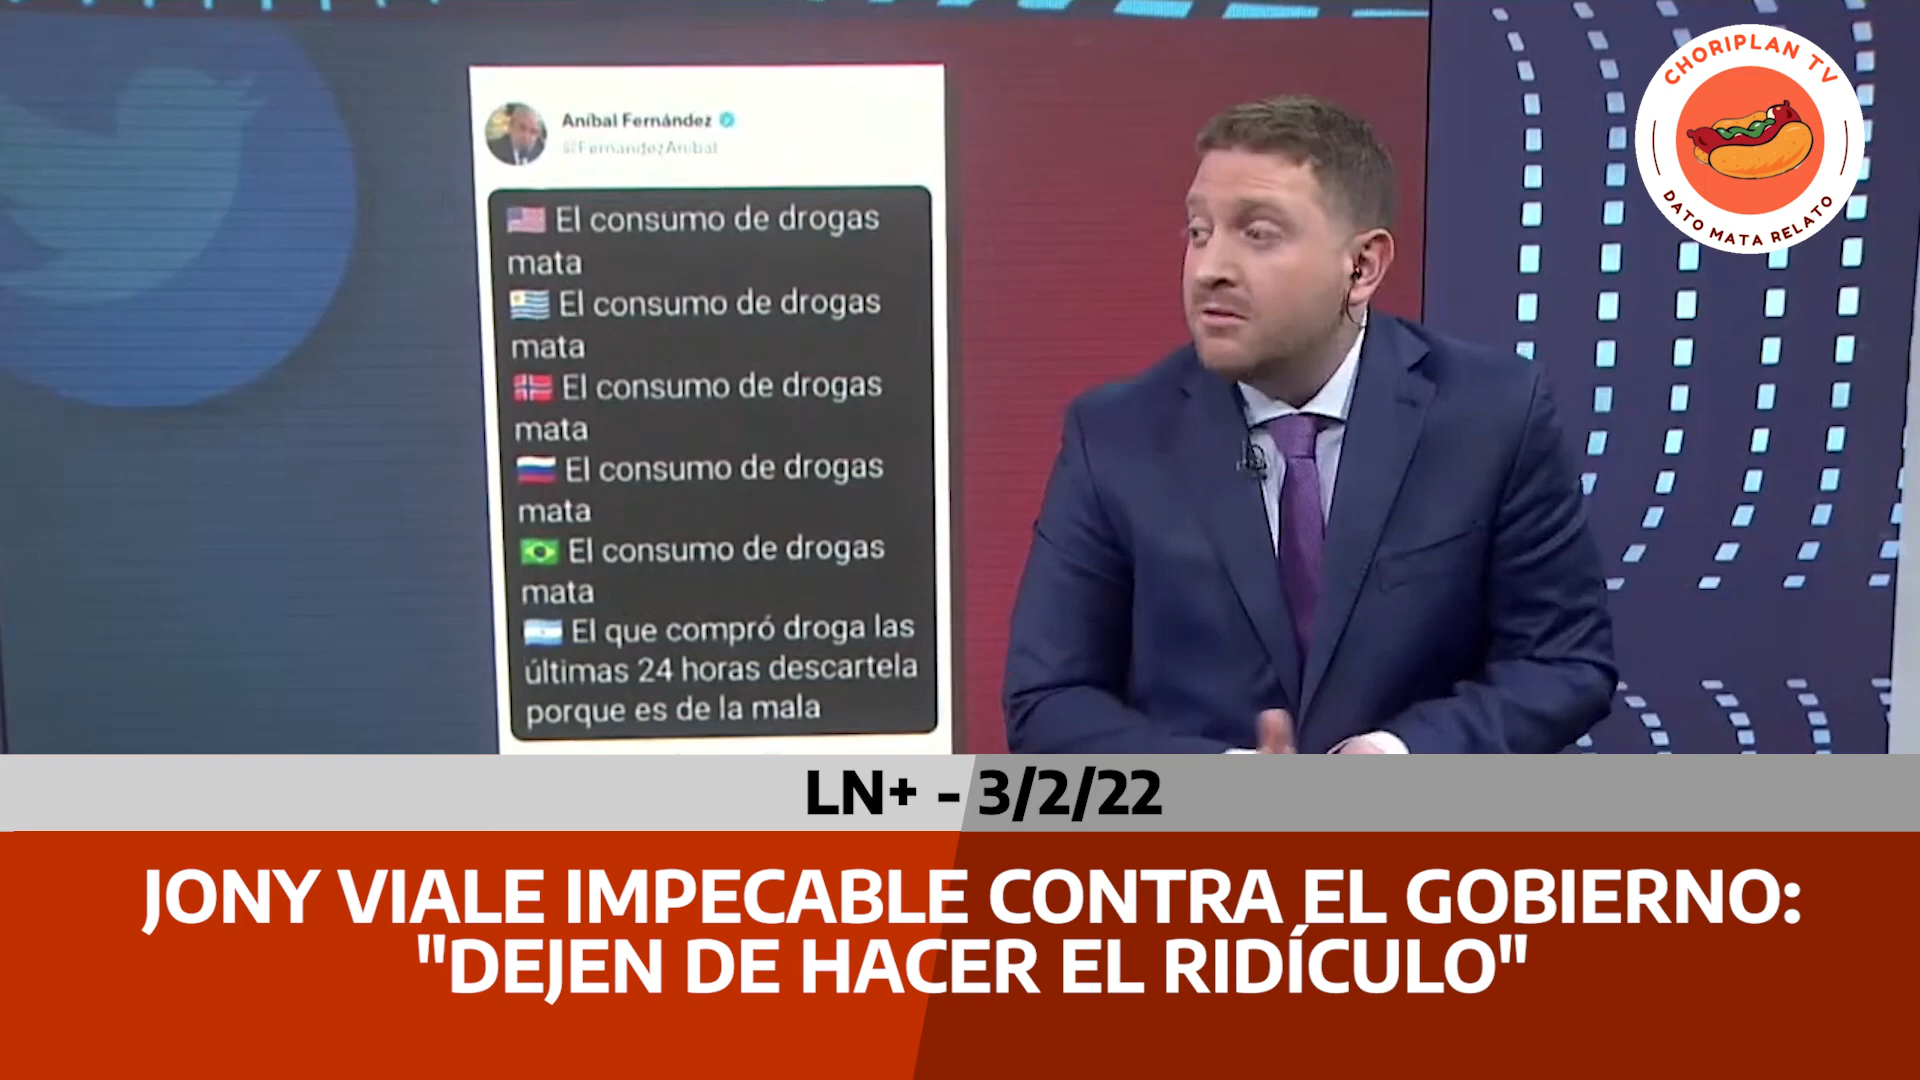 CHORIPLAN TV
DATO MATA RELATO
Aníbal Fernández
@FernandezAnibal
🇺🇸 El consumo de drogas
mata
🇺🇾 El consumo de drogas
mata
🇳🇴 El consumo de drogas
mata
🇷🇺 El consumo de drogas
mata
🇧🇷 El consumo de drogas
mata
🇦🇷 El que compró droga las
últimas 24 horas descartela
porque es de la mala
LN+ - 3/2/22
JONY VIALE IMPECABLE CONTRA EL GOBIERNO:
"DEJEN DE HACER EL RIDÍCULO"